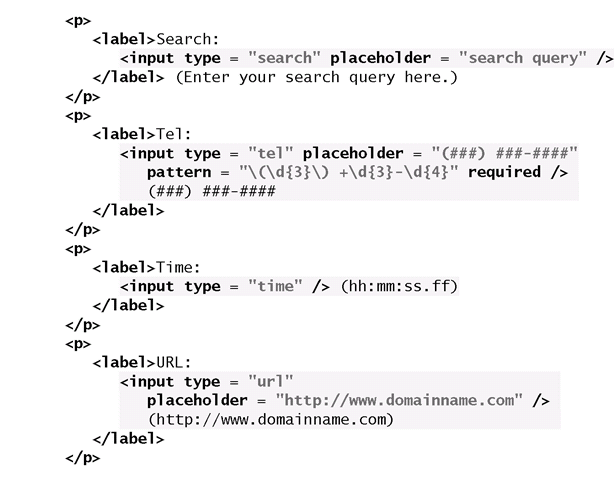 <p>
<label>Search:
<input type = "search" placeholder = "search query" />
</label> (Enter your search query here.)
</p>
<p>
<label>Tel:
<input type = "tel" placeholder = "(###) ###-####"
pattern = "\(\d{3}\) +\d{3}-\d{4}" required />
(###) ###-####
</label>
</p>
<p>
<label>Time:
<input type = "time" /> (hh:mm:ss.ff)
</label>
</p>
<p>
<label>URL:
<input type = "url"
placeholder = "http://www.domainname.com" />
(http://www.domainname.com)
</label>
</p>